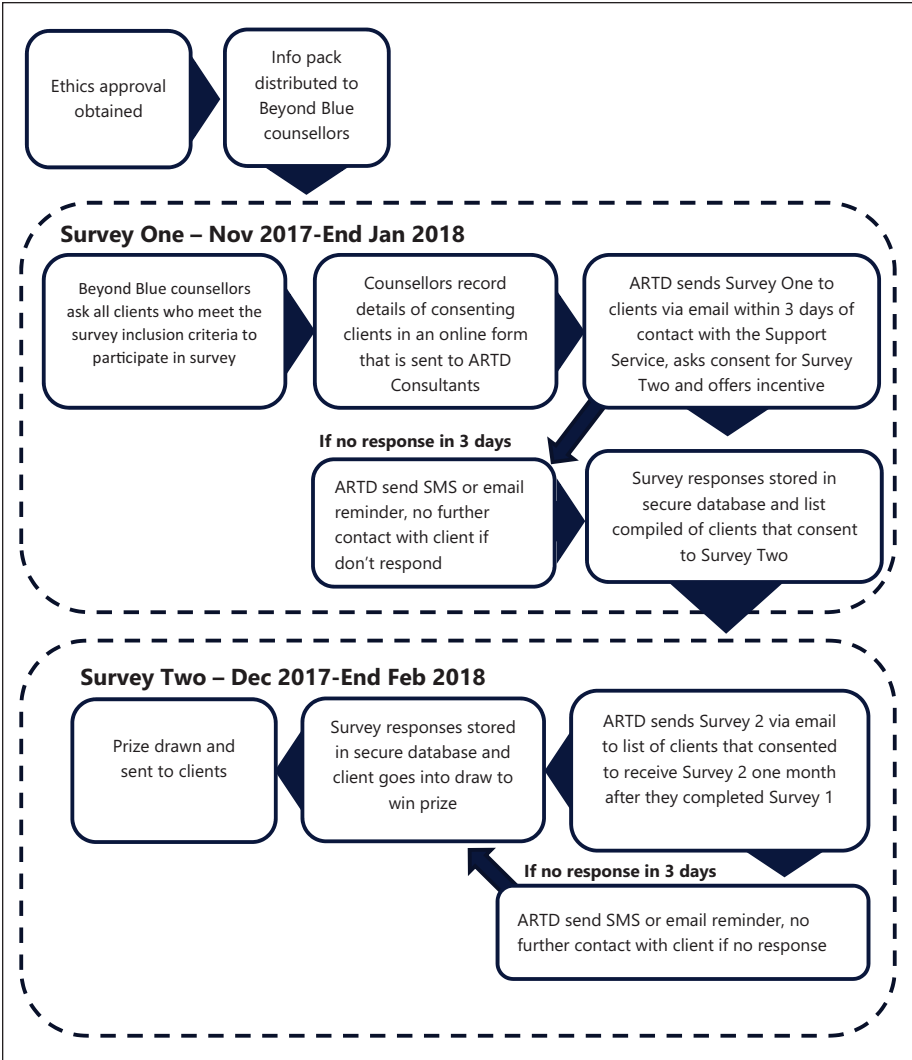 Ethics approval
obtained
Info pack
distributed to
Beyond Blue
counsellors
Survey One – Nov 2017-End Jan 2018
Beyond Blue counsellors
ask all clients who meet the
survey inclusion criteria to
participate in survey
Counsellors record
details of consenting
clients in an online form
that is sent to ARTD
Consultants
ARTD sends Survey One to
clients via email within 3 days of
contact with the Support
Service, asks consent for Survey
Two and offers incentive
If no response in 3 days
ARTD send SMS or email
reminder, no further
contact with client if
don’t respond
Survey responses stored in
secure database and list
compiled of clients that consent
to Survey Two
Survey Two – Dec 2017-End Feb 2018
ARTD sends Survey 2 via email
to list of clients that consented
to receive Survey 2 one month
after they completed Survey 1
If no response in 3 days
ARTD send SMS or email reminder, no
further contact with client if no response
Survey responses stored
in secure database and
client goes into draw to
win prize
Prize drawn and
sent to clients